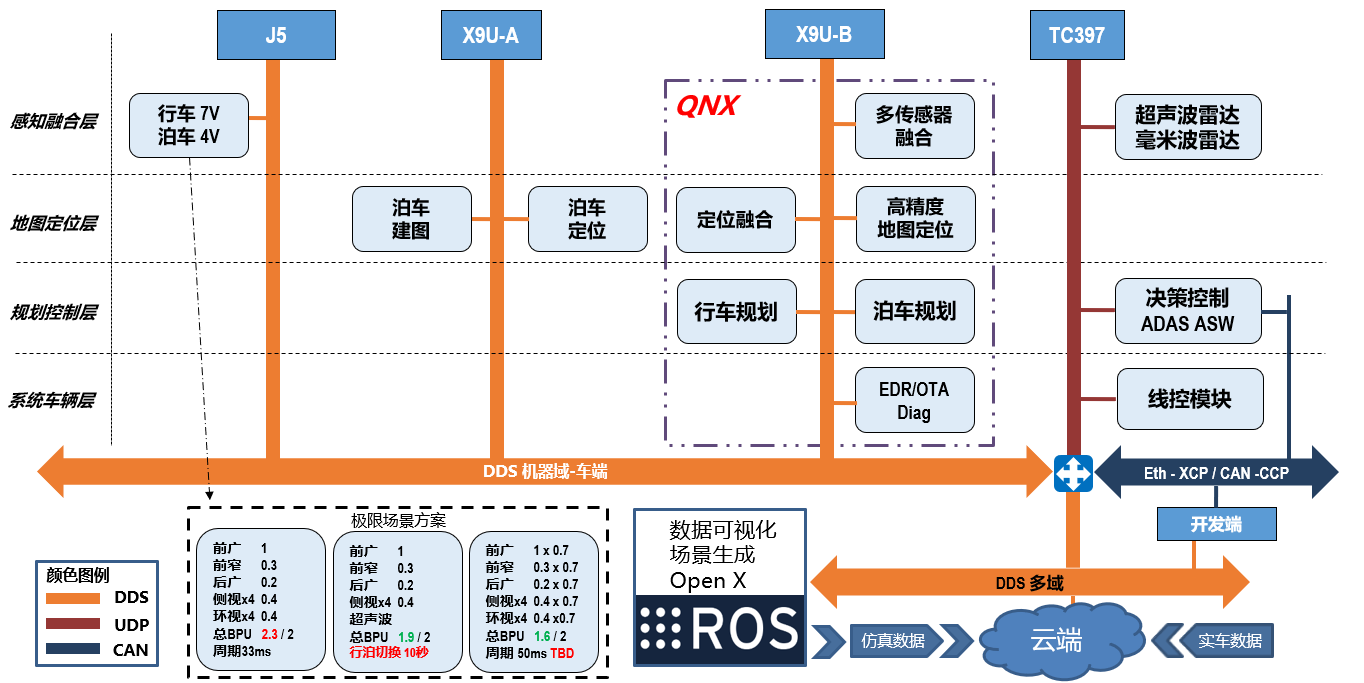 J5
X9U-A
X9U-B
TC397
感知融合层
行车 7V
泊车 4V
QNX
多传感器
融合
超声波雷达
毫米波雷达
地图定位层
泊车
建图
泊车
定位
定位融合
高精度
地图定位
规划控制层
行车规划
泊车规划
决策控制
ADAS ASW
系统车辆层
EDR/OTA
Diag
线控模块
DDS 机器域-车端
Eth - XCP / CAN -CCP
开发端
极限场景方案
前广 1
前窄 0.3
后广 0.2
侧视x4 0.4
环视x4 0.4
总BPU 2.3 / 2
周期33ms
前广 1
前窄 0.3
后广 0.2
侧视x4 0.4
超声波
总BPU 1.9 / 2
行泊切换 10秒
前广 1 x 0.7
前窄 0.3 x 0.7
后广 0.2 x 0.7
侧视x4 0.4 x 0.7
环视x4 0.4 x0.7
总BPU 1.6 / 2
周期 50ms TBD
颜色图例
DDS
UDP
CAN
数据可视化
场景生成
Open X
ROS
DDS 多域
仿真数据
云端
实车数据